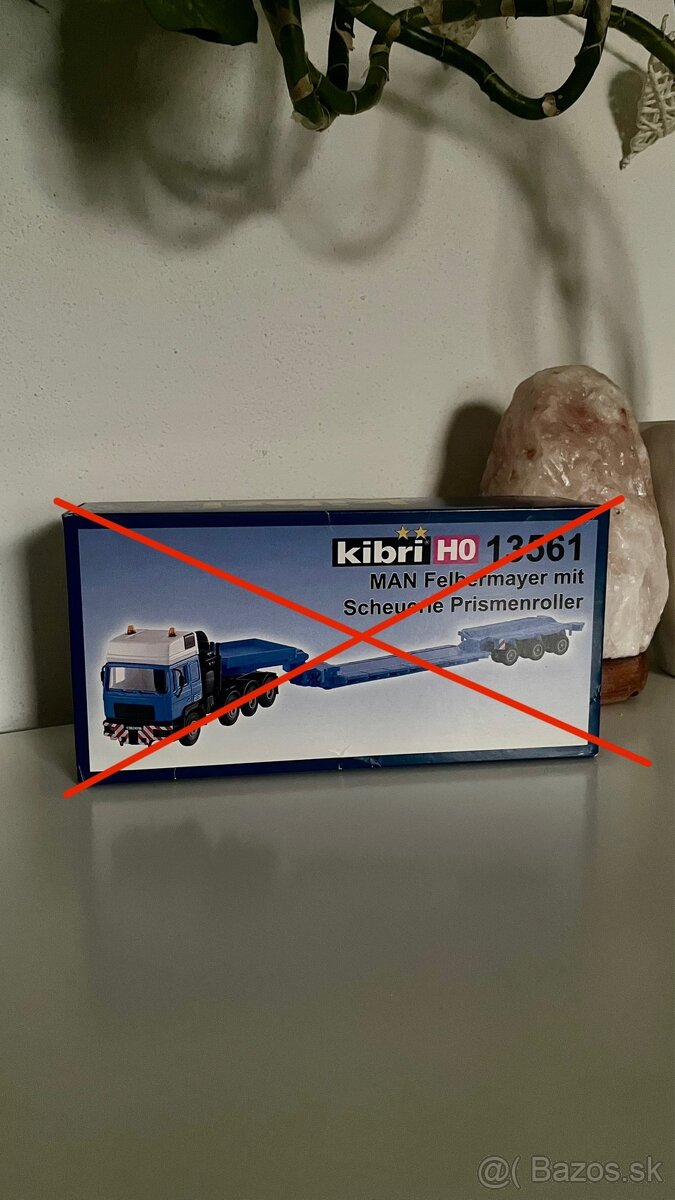 kibri H0 13561
MAN Felbermayer mit
Scheuerle Prismenroller
@( Bazos.sk